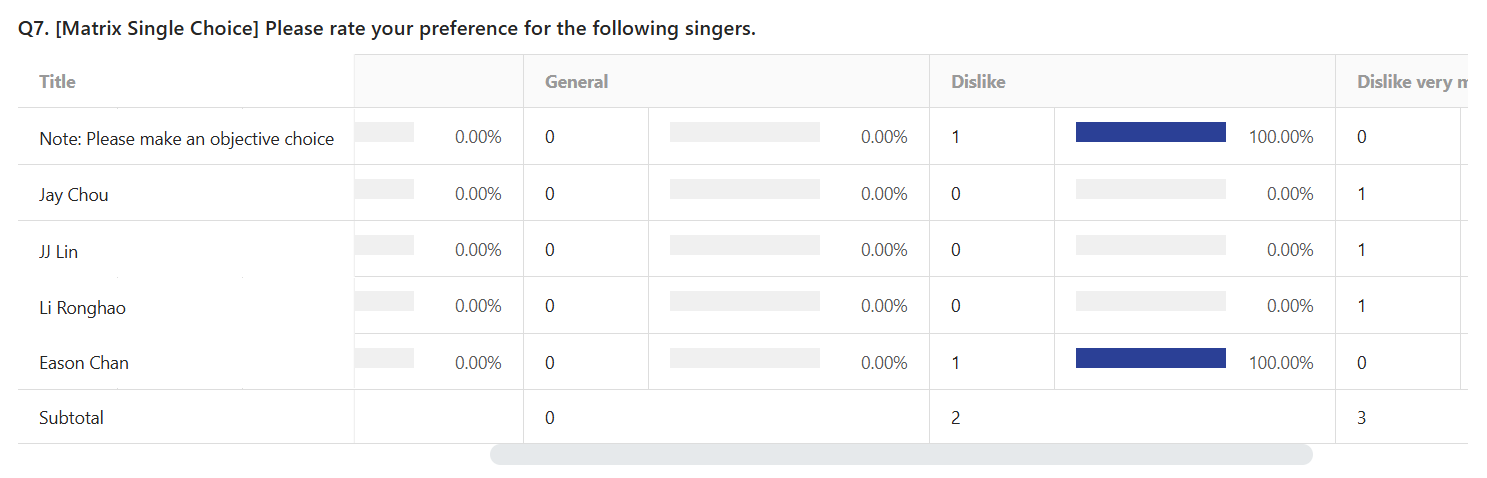 Q7. [Matrix Single Choice] Please rate your preference for the following singers.
Title General Dislike Dislike very m
Note: Please make an objective choice 0.00% 0 0.00% 1 100.00% 0
Jay Chou 0.00% 0 0.00% 0 0.00% 1
JJ Lin 0.00% 0 0.00% 0 0.00% 1
Li Ronghao 0.00% 0 0.00% 0 0.00% 1
Eason Chan 0.00% 0 0.00% 1 100.00% 0
Subtotal 0 2 3